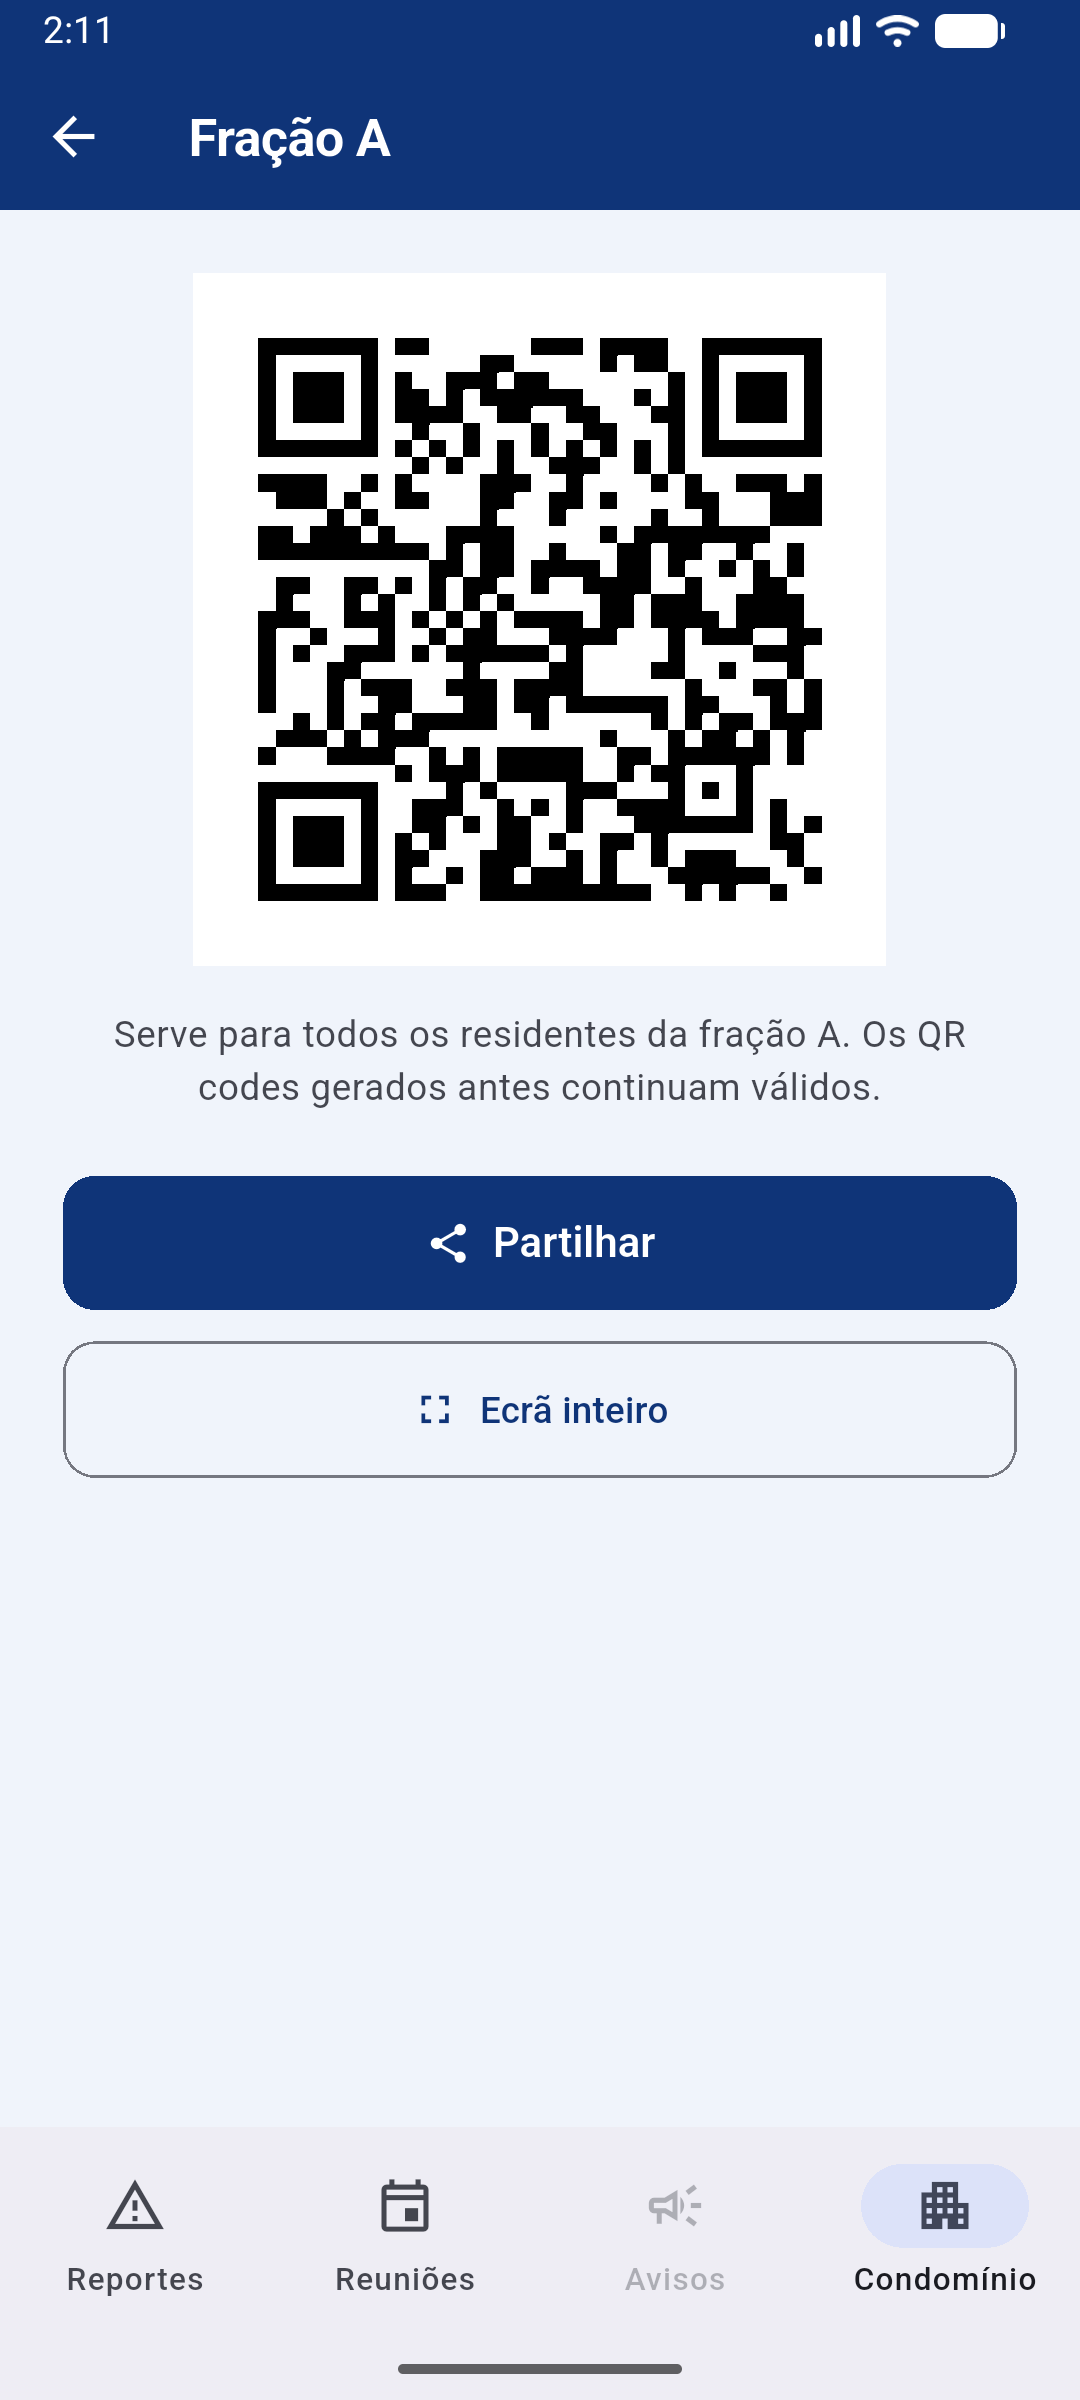 2:11
Fração A
Serve para todos os residentes da fração A. Os QR
codes gerados antes continuam válidos.
Partilhar
Ecrã inteiro
Reportes
Reuniões
Avisos
Condomínio